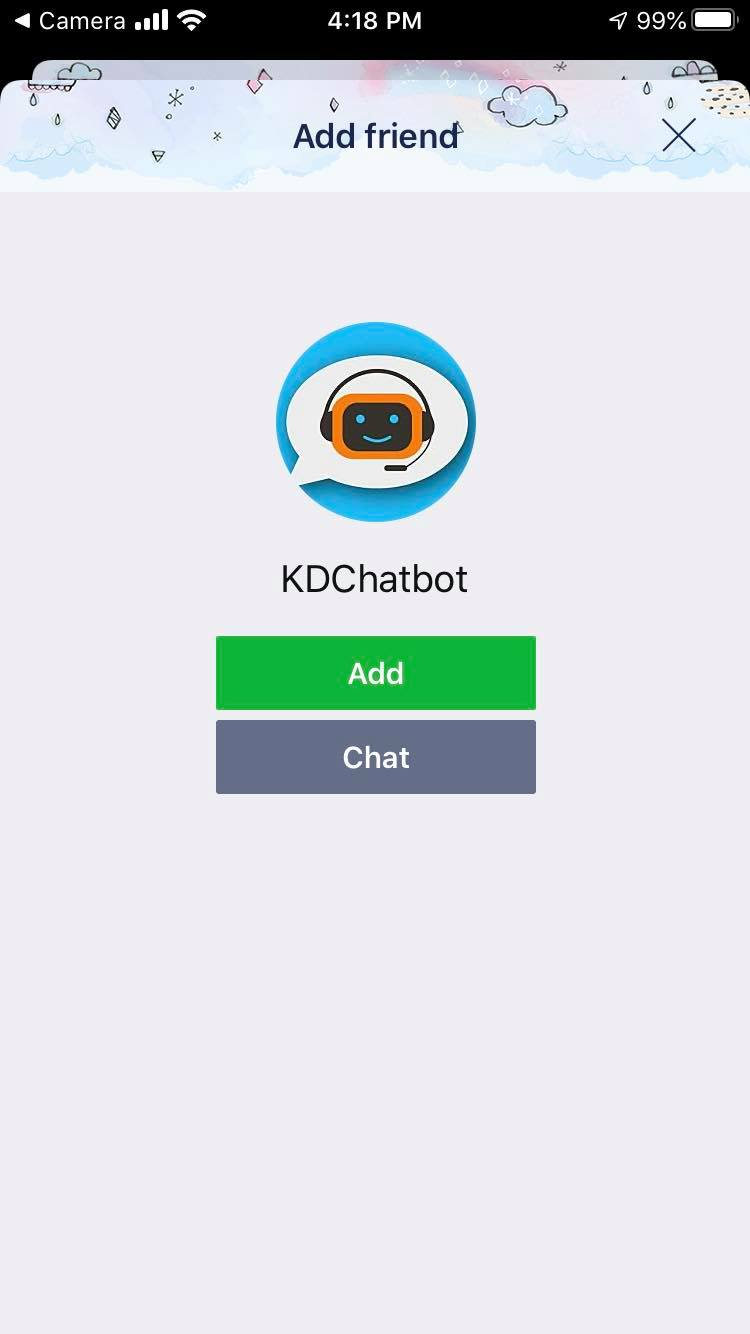 Camera 4:18 PM 99%
Add friend
KDChatbot
Add
Chat